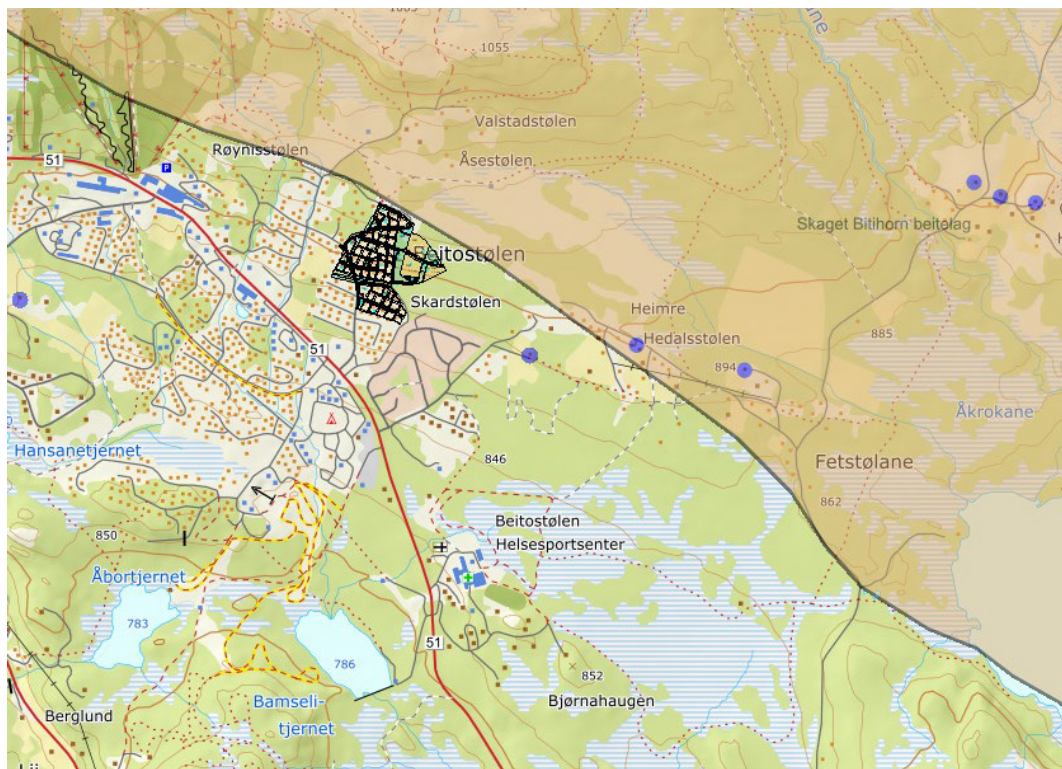 1055
Valstadstølen
Røynisstølen
51
Åsestølen
P
Skaget Bitihorn beitelag
Beitostølen
Skardstølen
Heimre
Hedalsstølen
885
51
894
Åkrokane
Hansanetjernet
846
Fetstølane
862
850
Beitostølen
Helsesportsenter
Åbortjernet
783
51
786
852
Bamseli-
tjernet
Bjørnahaugen
Berglund